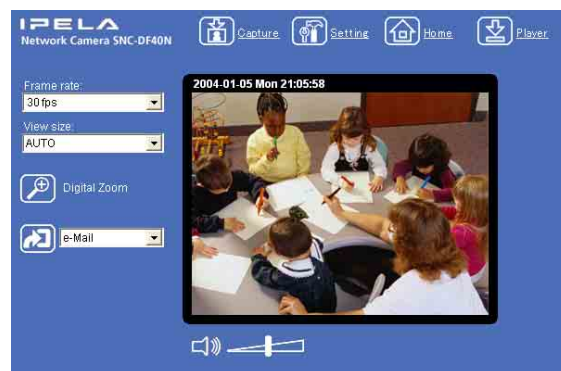 IPELA
Network Camera SNC-DF40N
Capture
Setting
Home
Player
Frame rate:
30 fps
View size:
AUTO
Digital Zoom
e-Mail
2004-01-05 Mon 21:05:58